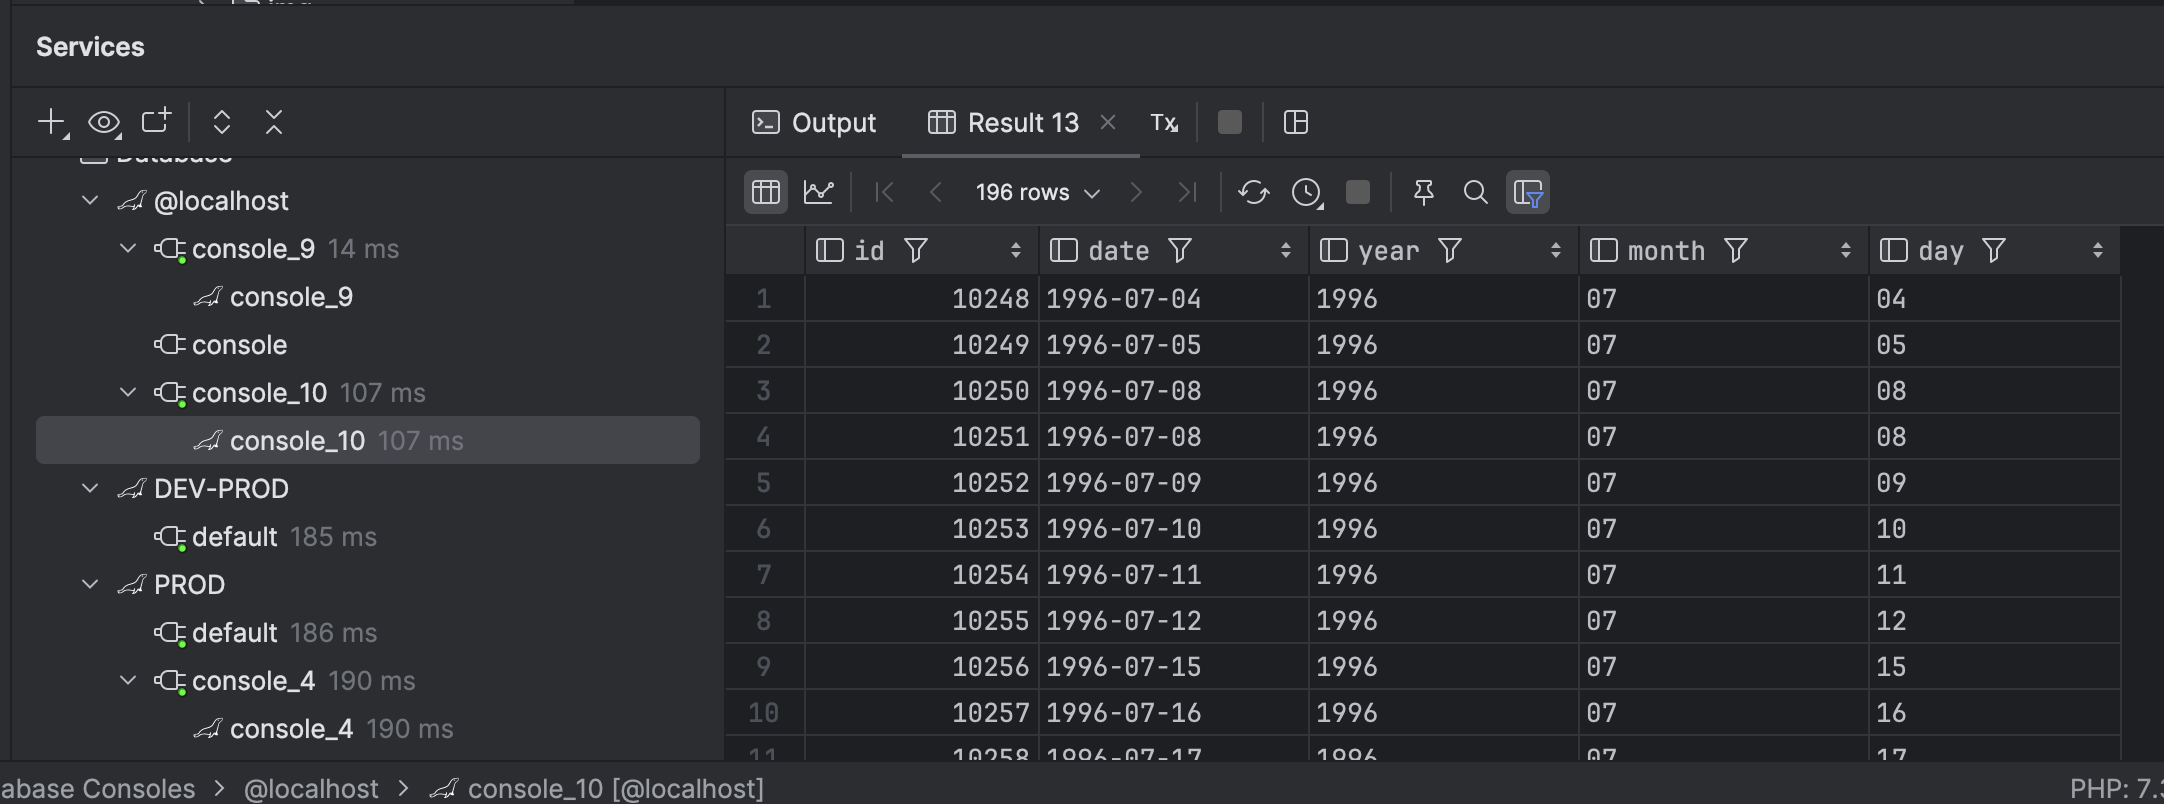 Services
Database
@localhost
console_9 14 ms
console_9
console
console_10 107 ms
console_10 107 ms
DEV-PROD
default 185 ms
PROD
default 186 ms
console_4 190 ms
console_4 190 ms
Output Result 13 Tx
196 rows
id date year month day
1 10248 1996-07-04 1996 07 04
2 10249 1996-07-05 1996 07 05
3 10250 1996-07-08 1996 07 08
4 10251 1996-07-08 1996 07 08
5 10252 1996-07-09 1996 07 09
6 10253 1996-07-10 1996 07 10
7 10254 1996-07-11 1996 07 11
8 10255 1996-07-12 1996 07 12
9 10256 1996-07-15 1996 07 15
10 10257 1996-07-16 1996 07 16
11 10258 1996-07-17 1996 07 17
abase Consoles > @localhost > console_10 [@localhost]
PHP: 7.3